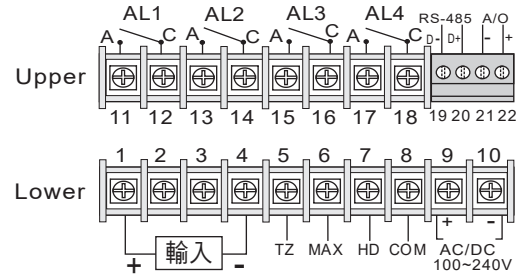 AL1 AL2 AL3 AL4 RS-485 A/O
A C A C A C A C D- D+ - +
Upper
11 12 13 14 15 16 17 18 19 20 21 22
1 2 3 4 5 6 7 8 9 10
Lower
+ -
+ 輸入 - TZ MAX HD COM AC/DC
100~240V